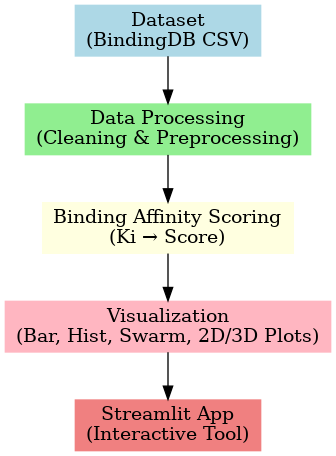 Dataset
(BindingDB CSV)
Data Processing
(Cleaning & Preprocessing)
Binding Affinity Scoring
(Ki → Score)
Visualization
(Bar, Hist, Swarm, 2D/3D Plots)
Streamlit App
(Interactive Tool)